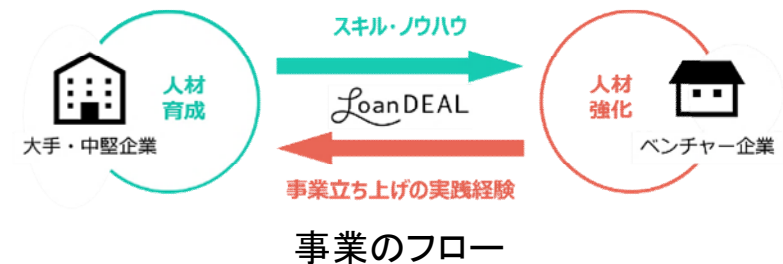 スキル・ノウハウ
人材
育成
大手・中堅企業
LoanDEAL
人材
強化
ベンチャー企業
事業立ち上げの実践経験
事業のフロー